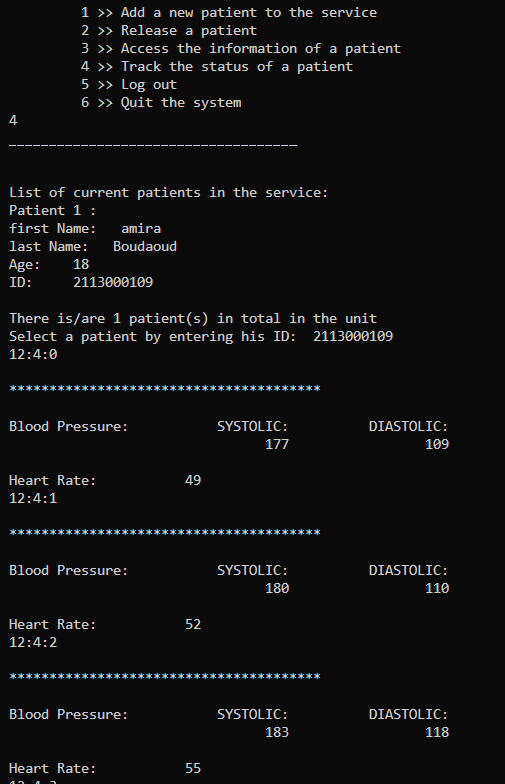 1 >> Add a new patient to the service
2 >> Release a patient
3 >> Access the information of a patient
4 >> Track the status of a patient
5 >> Log out
6 >> Quit the system
4
____________________________________
List of current patients in the service:
Patient 1 :
first Name:   amira
last Name:   Boudaoud
Age:    18
ID:     2113000109
There is/are 1 patient(s) in total in the unit
Select a patient by entering his ID:  2113000109
12:4:0
***************************************
Blood Pressure:           SYSTOLIC:          DIASTOLIC:
177                 109
Heart Rate:           49
12:4:1
***************************************
Blood Pressure:           SYSTOLIC:          DIASTOLIC:
180                 110
Heart Rate:           52
12:4:2
***************************************
Blood Pressure:           SYSTOLIC:          DIASTOLIC:
183                 118
Heart Rate:           55